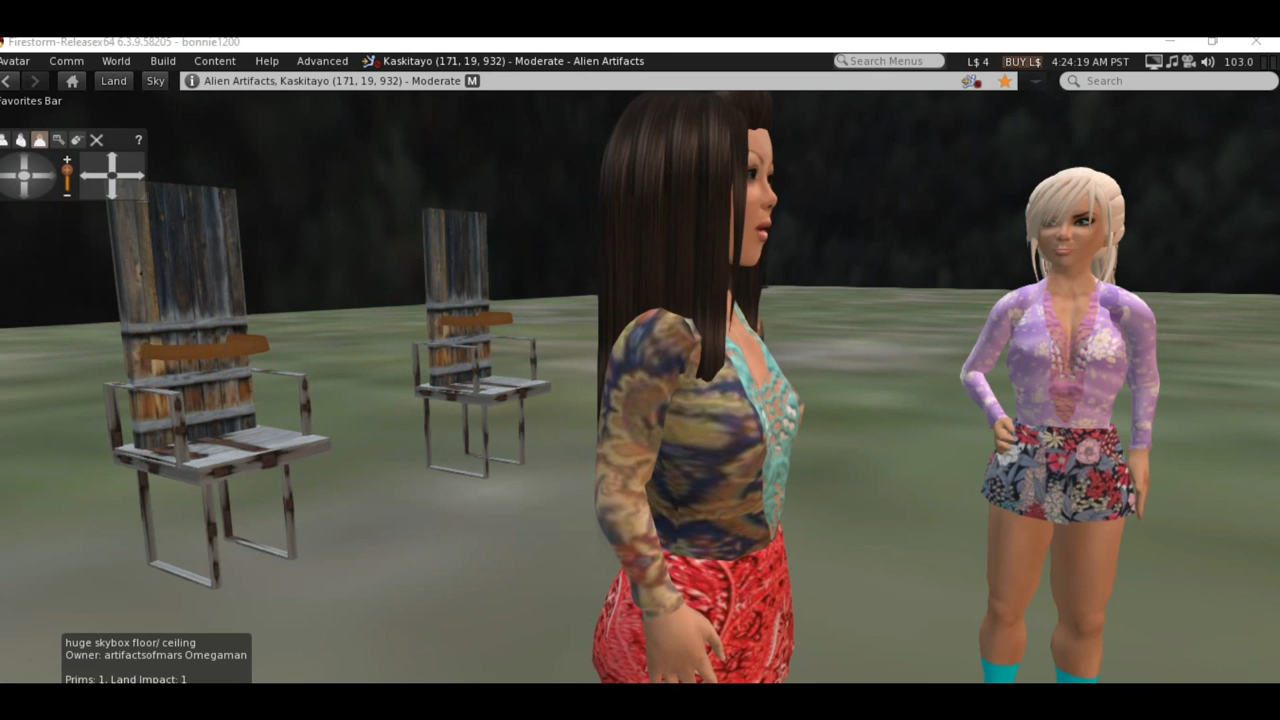 Firestorm-Releasex64 6.3.9.58205 - bonnie1200
Avatar Comm World Build Content Help Advanced Kaskitayo (171, 19, 932) - Moderate - Alien Artifacts Search Menus L$ 4 BUY L$ 4:24:19 AM PST 103.0
Land Sky Alien Artifacts, Kaskitayo (171, 19, 932) - Moderate M Search
Favorites Bar
?
huge skybox floor/ ceiling
Owner: artifactsofmars Omegaman
Prims: 1, Land Impact: 1